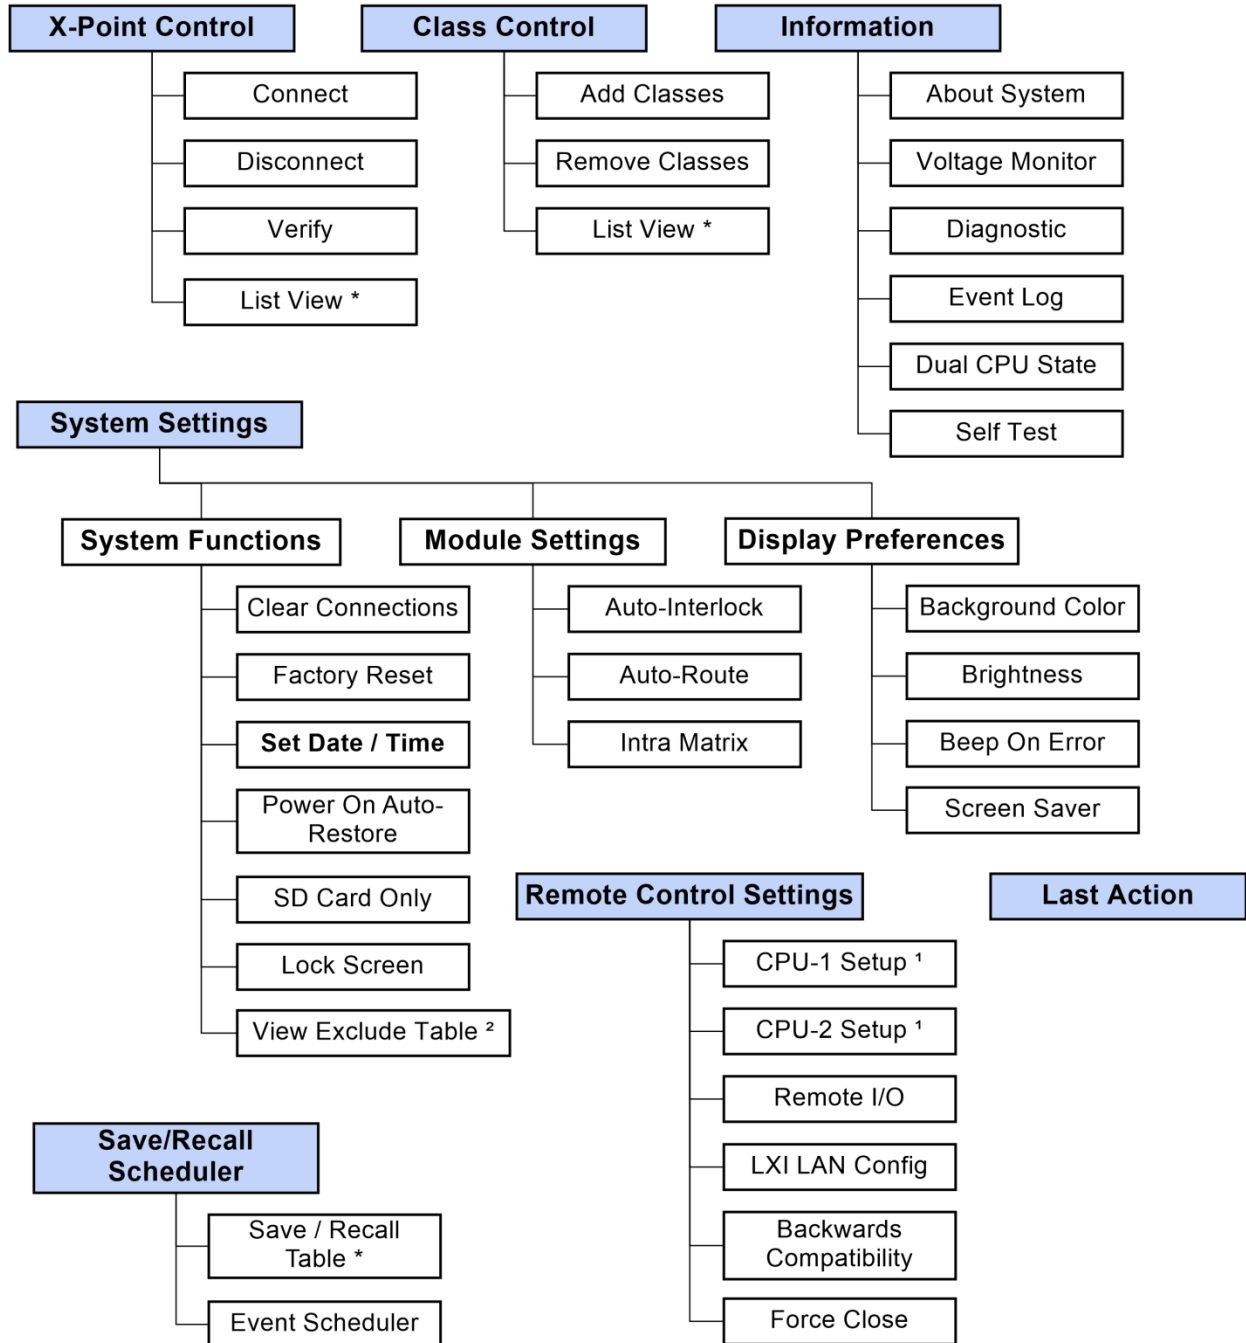 X-Point Control
Connect
Disconnect
Verify
List View *
Class Control
Add Classes
Remove Classes
List View *
Information
About System
Voltage Monitor
Diagnostic
Event Log
Dual CPU State
Self Test
System Settings
System Functions
Clear Connections
Factory Reset
Set Date / Time
Power On Auto-
Restore
SD Card Only
Lock Screen
View Exclude Table ²
Module Settings
Auto-Interlock
Auto-Route
Intra Matrix
Display Preferences
Background Color
Brightness
Beep On Error
Screen Saver
Remote Control Settings
CPU-1 Setup ¹
CPU-2 Setup ¹
Remote I/O
LXI LAN Config
Backwards
Compatibility
Force Close
Last Action
Save/Recall
Scheduler
Save / Recall
Table *
Event Scheduler